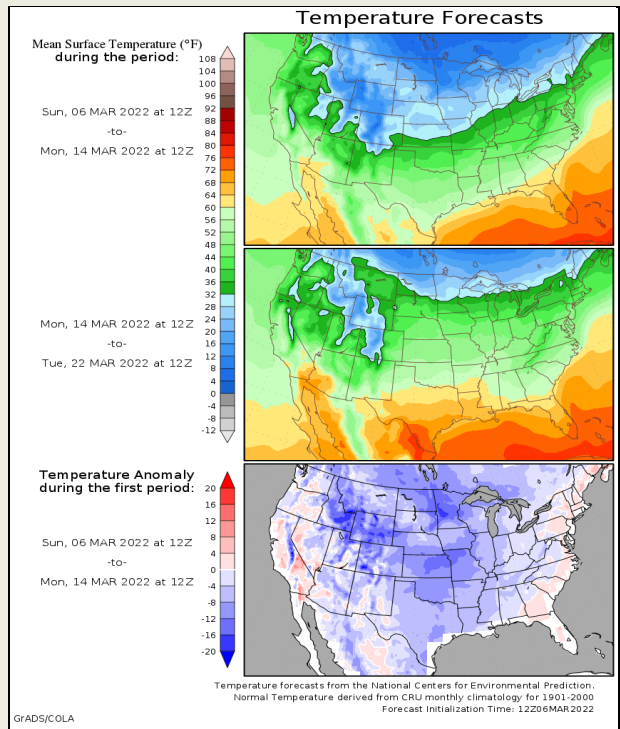 Temperature Forecasts
Mean Surface Temperature (°F)
during the period:
Sun, 06 MAR 2022 at 12Z
-to-
Mon, 14 MAR 2022 at 12Z
108
104
100
96
92
88
84
80
76
72
68
64
60
56
52
48
44
40
36
32
28
24
20
16
12
8
4
0
-4
-8
-12
Mon, 14 MAR 2022 at 12Z
-to-
Tue, 22 MAR 2022 at 12Z
Temperature Anomaly
during the first period:
Sun, 06 MAR 2022 at 12Z
-to-
Mon, 14 MAR 2022 at 12Z
20
16
12
8
4
0
-4
-8
-12
-16
-20
Temperature forecasts from the National Centers for Environmental Prediction.
Normal Temperature derived from CRU monthly climatology for 1901-2000
Forecast Initialization Time: 12Z06MAR2022
GrADS/COLA